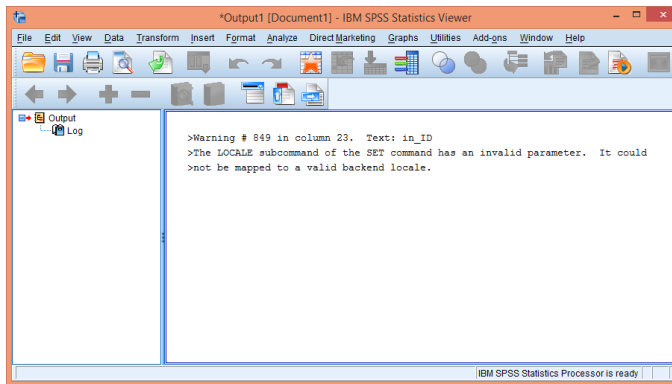 *Output1 [Document1] - IBM SPSS Statistics Viewer
File Edit View Data Transform Insert Format Analyze Direct Marketing Graphs Utilities Add-ons Window Help
Output
Log
>Warning # 849 in column 23.  Text: in_ID
>The LOCALE subcommand of the SET command has an invalid parameter.  It could
>not be mapped to a valid backend locale.
IBM SPSS Statistics Processor is ready